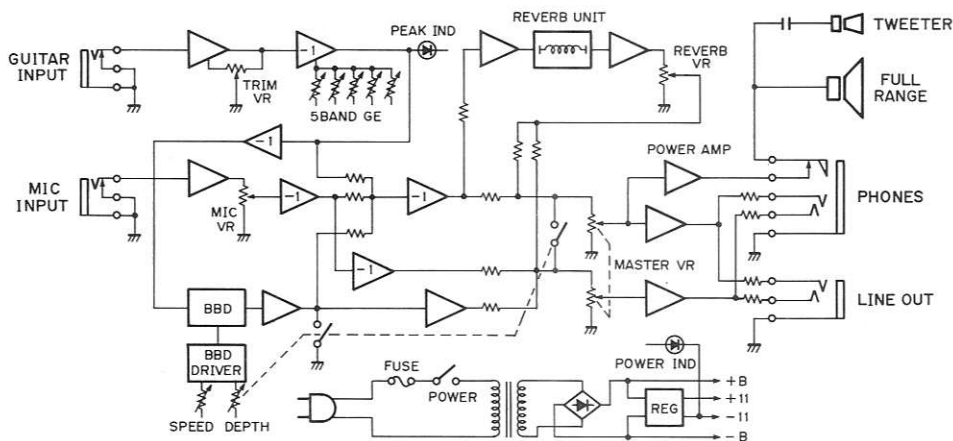 GUITAR
INPUT
TRIM
VR
-1
5BAND GE
PEAK IND
REVERB UNIT
REVERB
VR
TWEETER
FULL
RANGE
-1
MIC
INPUT
MIC
VR
-1
-1
-1
POWER AMP
PHONES
MASTER VR
LINE OUT
BBD
BBD
DRIVER
SPEED
DEPTH
FUSE
POWER
POWER IND
REG
+B
+11
-11
-B